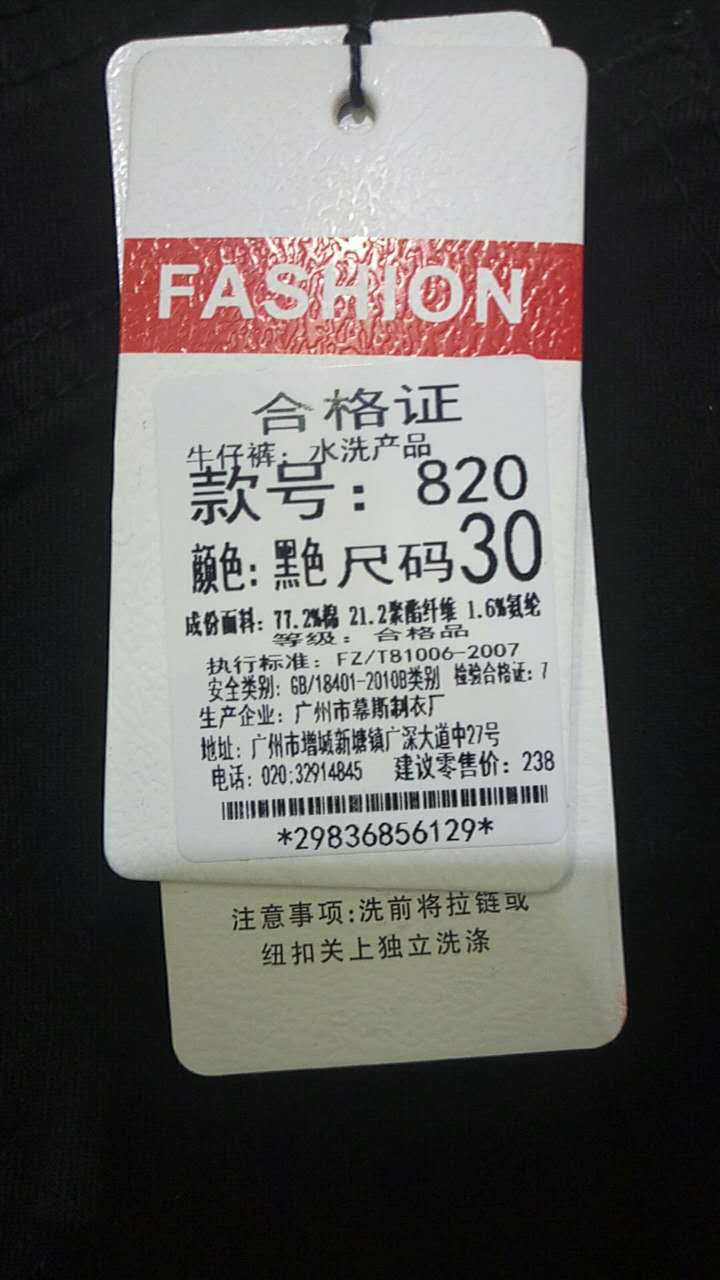 FASHION
合格证
牛仔裤：水洗产品
款号：820
颜色：黑色 尺码30
成份面料：77.2%棉 21.2聚酯纤维 1.6%氨纶
等级：合格品
执行标准：FZ/T81006-2007
安全类别：GB/18401-2010B类别 检验合格证：7
生产企业：广州市幕斯制衣厂
地址：广州市增城新塘镇广深大道中27号
电话：020:32914845 建议零售价：238
*29836856129*
注意事项:洗前将拉链或
纽扣关上独立洗涤